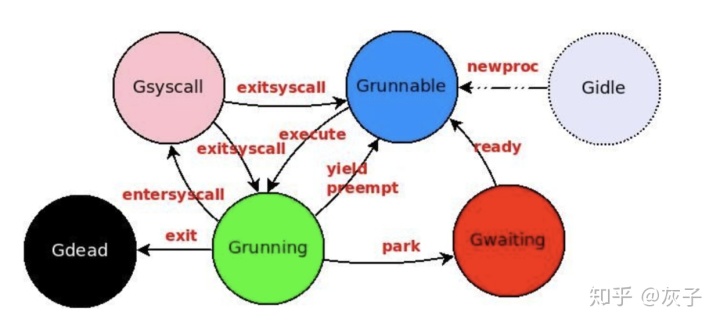 Gsyscall
exitsyscall
Grunnable
newproc
Gidle
execute
exitsyscall
ready
yield
preempt
entersyscall
Gdead
exit
Grunning
park
Gwaiting
知乎 @灰子